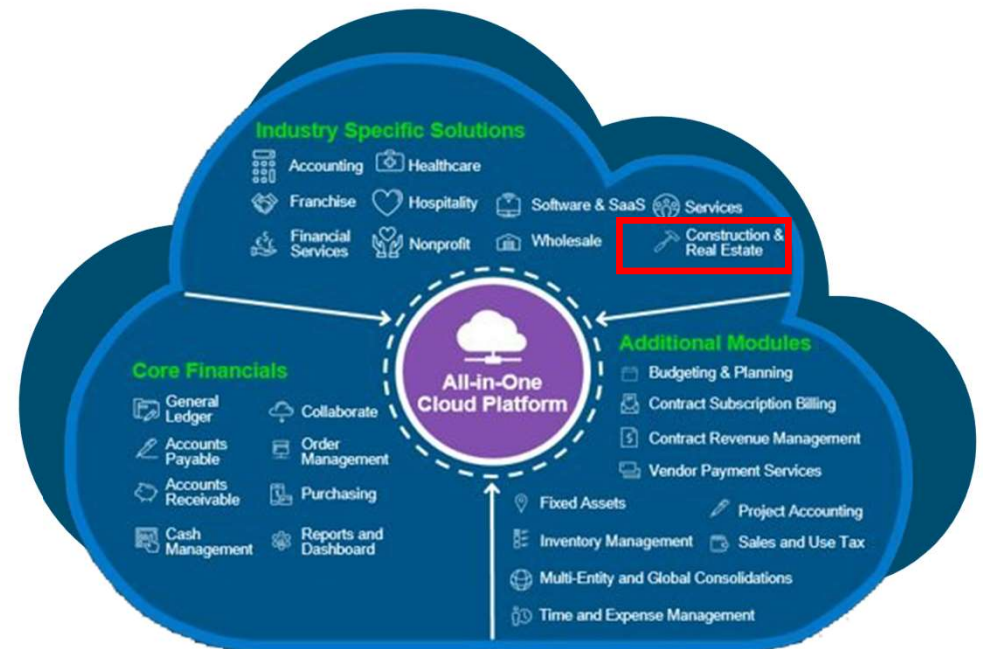 Industry Specific Solutions
Accounting
Healthcare
Franchise
Hospitality
Software & SaaS
Services
Financial
Services
Nonprofit
Wholesale
Construction &
Real Estate
All-in-One
Cloud Platform
Core Financials
General
Ledger
Collaborate
Accounts
Payable
Order
Management
Accounts
Receivable
Purchasing
Cash
Management
Reports and
Dashboard
Additional Modules
Budgeting & Planning
Contract Subscription Billing
Contract Revenue Management
Vendor Payment Services
Fixed Assets
Project Accounting
Inventory Management
Sales and Use Tax
Multi-Entity and Global Consolidations
Time and Expense Management